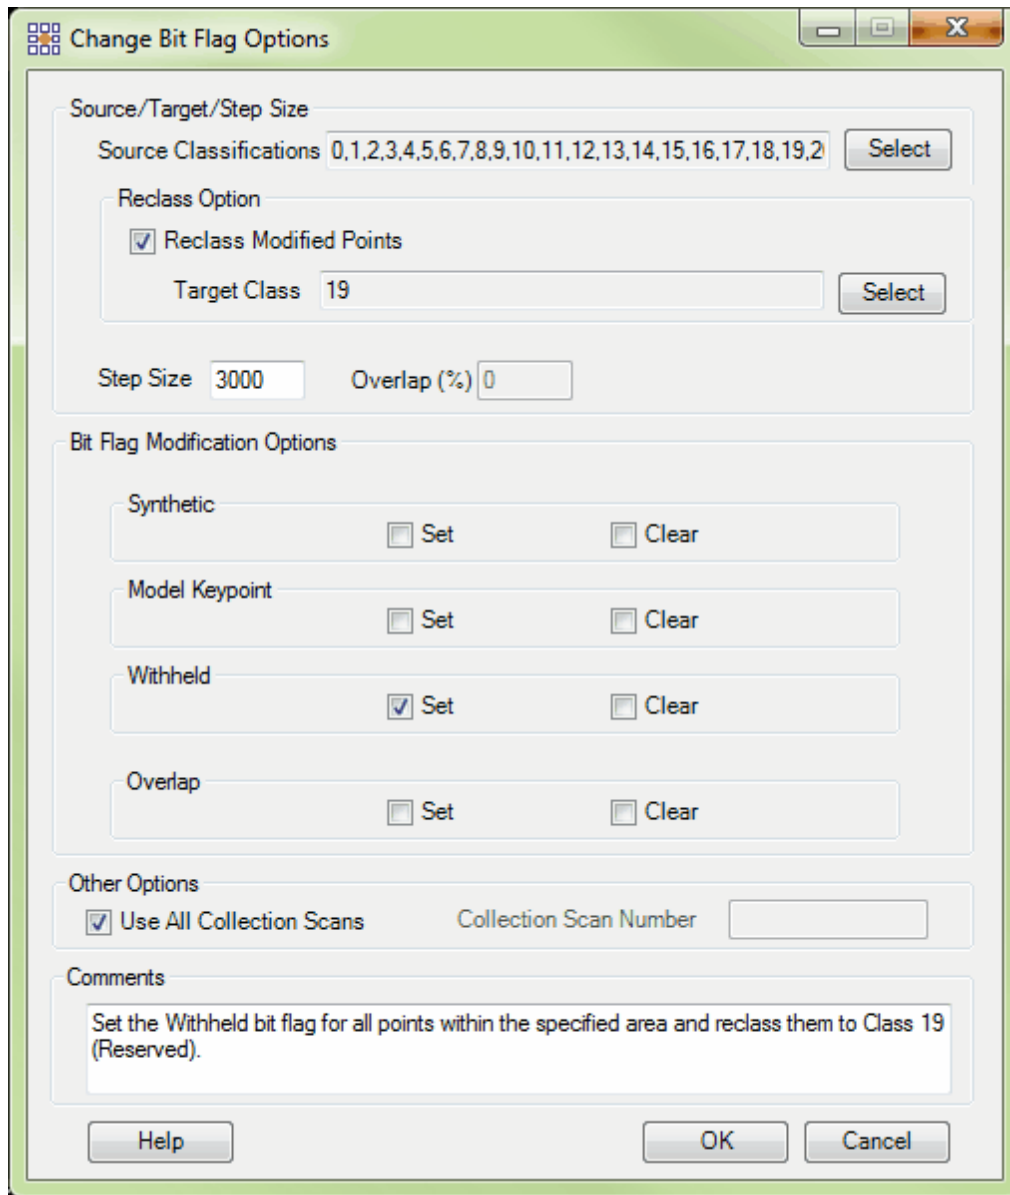 Change Bit Flag Options
Source/Target/Step Size
Source Classifications 0,1,2,3,4,5,6,7,8,9,10,11,12,13,14,15,16,17,18,19,2 Select
Reclass Option
Reclass Modified Points
Target Class 19 Select
Step Size 3000 Overlap (%) 0
Bit Flag Modification Options
Synthetic
Set Clear
Model Keypoint
Set Clear
Withheld
Set Clear
Overlap
Set Clear
Other Options
Use All Collection Scans Collection Scan Number
Comments
Set the Withheld bit flag for all points within the specified area and reclass them to Class 19
(Reserved).
Help OK Cancel